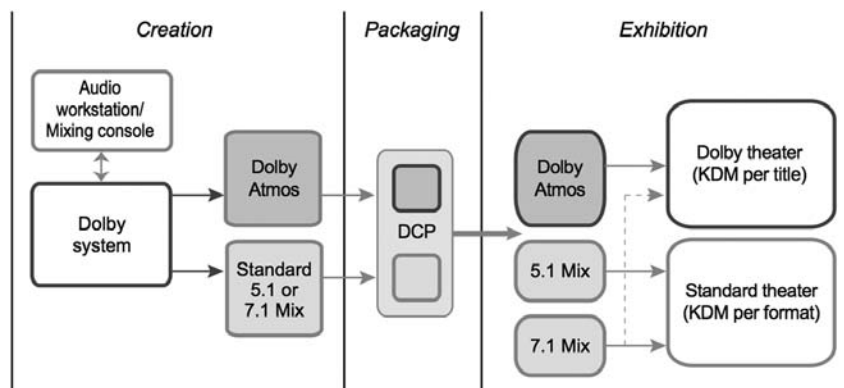 Creation
Packaging
Exhibition
Audio
workstation/
Mixing console
Dolby
system
Dolby
Atmos
Standard
5.1 or
7.1 Mix
DCP
Dolby
Atmos
5.1 Mix
7.1 Mix
Dolby theater
(KDM per title)
Standard theater
(KDM per format)